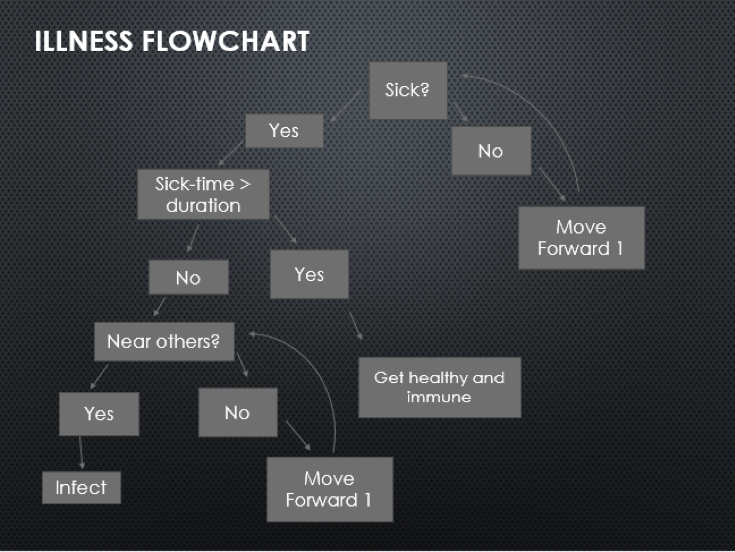 ILLNESS FLOWCHART
Sick?
Yes
No
Sick-time >
duration
Move
Forward 1
No
Yes
Near others?
Get healthy and
immune
Yes
No
Infect
Move
Forward 1